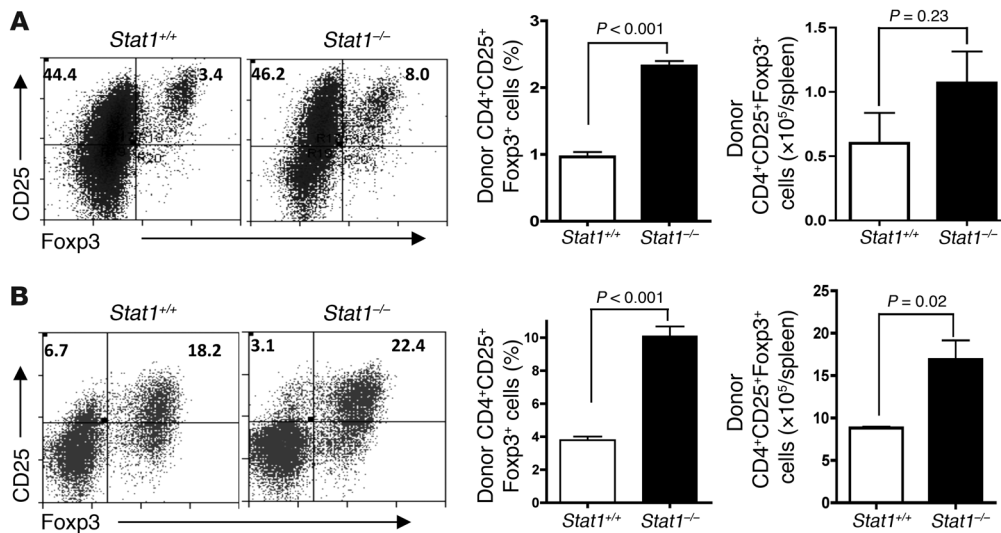 A
Stat1+/+
Stat1–/–
44.4
3.4
46.2
8.0
R20
CD25
Foxp3
Donor CD4+CD25+
Foxp3+ cells (%)
3
2
1
0
P < 0.001
Stat1+/+
Stat1–/–
Donor
CD4+CD25+Foxp3+
cells (×10⁵/spleen)
1.5
1.0
0.5
0.0
P = 0.23
Stat1+/+
Stat1–/–
B
Stat1+/+
Stat1–/–
6.7
18.2
3.1
22.4
CD25
Foxp3
Donor CD4+CD25+
Foxp3+ cells (%)
10
8
6
4
2
0
P < 0.001
Stat1+/+
Stat1–/–
Donor
CD4+CD25+Foxp3+
cells (×10⁵/spleen)
25
20
15
10
5
0
P = 0.02
Stat1+/+
Stat1–/–